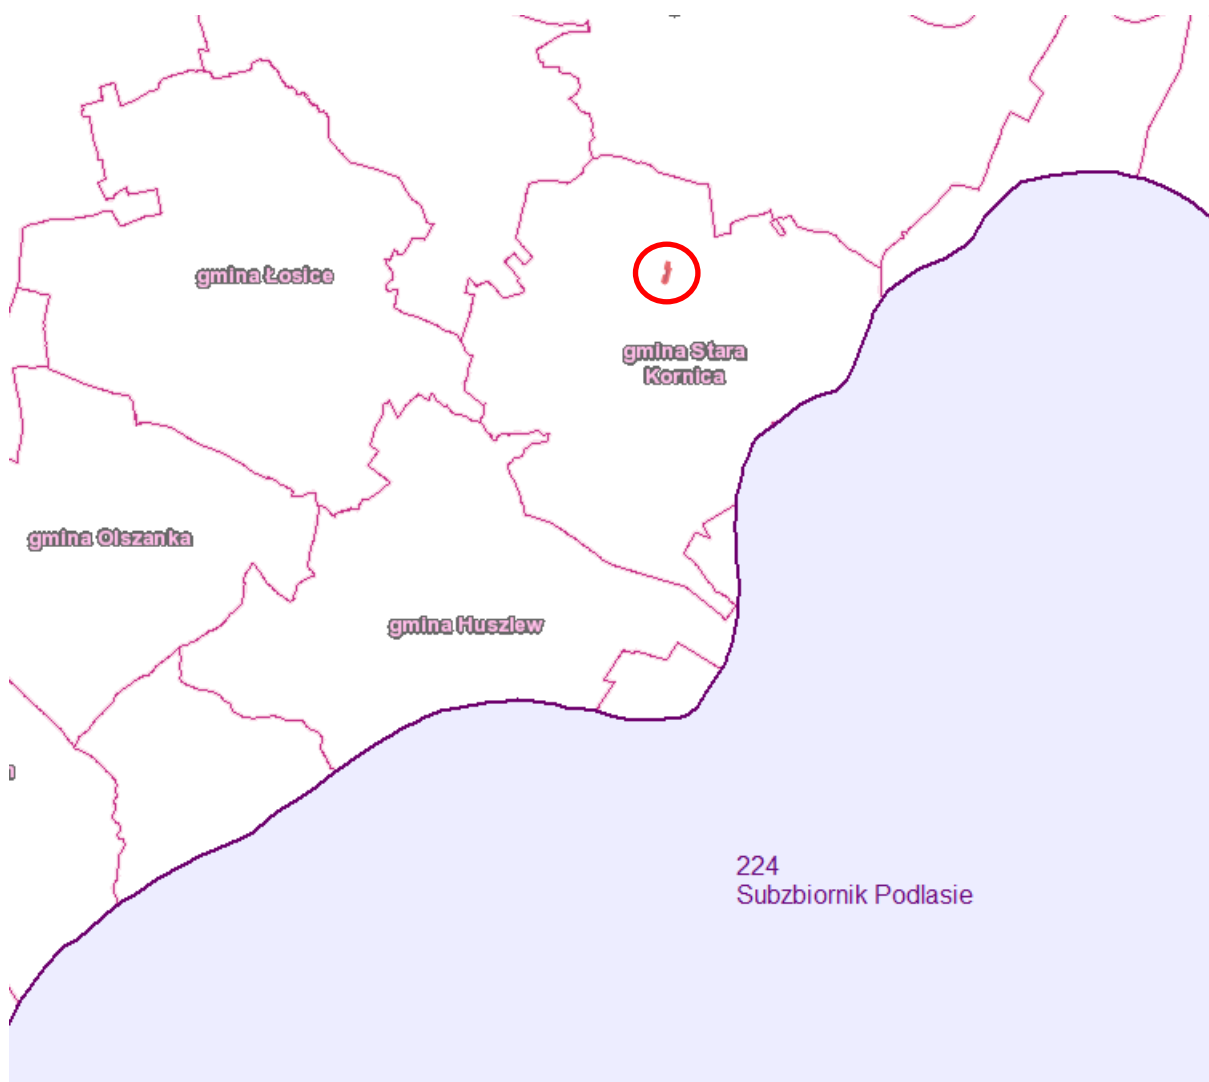 gmina Łosice
gmina Stara
Kornica
gmina Olszanka
gmina Huszlew
224
Subzbiornik Podlasie